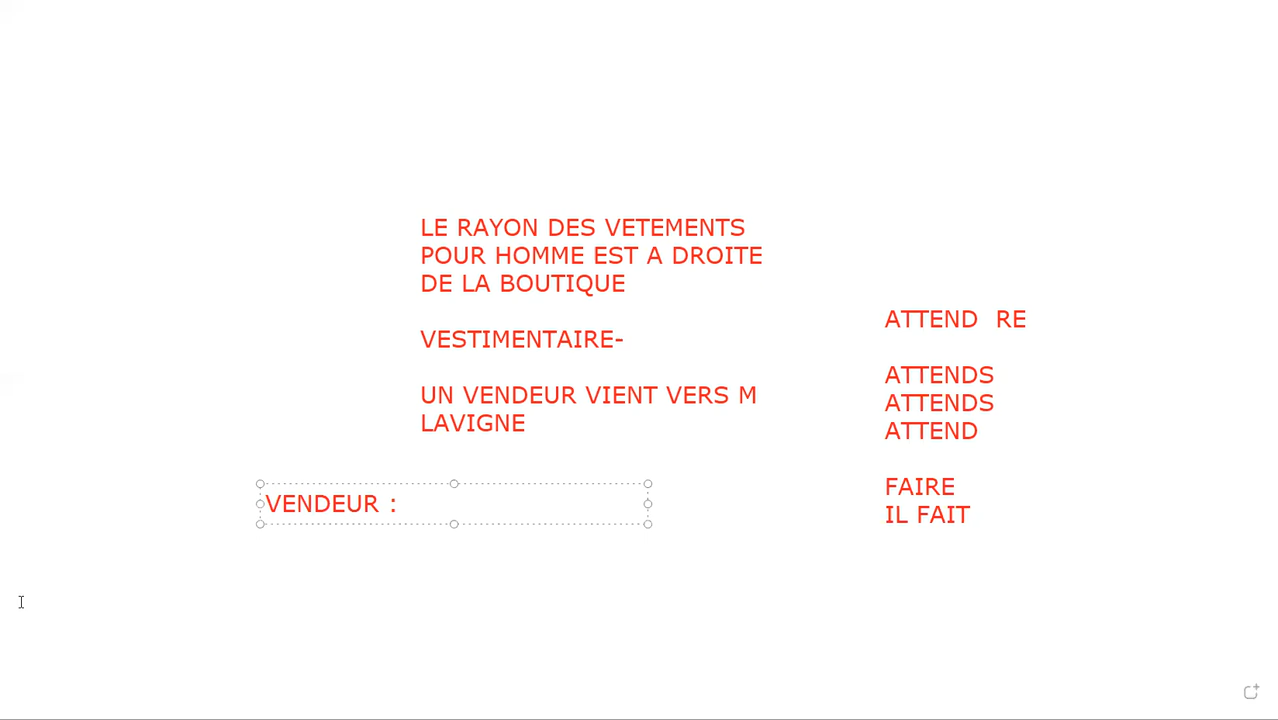 LE RAYON DES VETEMENTS
POUR HOMME EST A DROITE
DE LA BOUTIQUE
VESTIMENTAIRE-
UN VENDEUR VIENT VERS M
LAVIGNE
VENDEUR :
ATTEND  RE
ATTENDS
ATTENDS
ATTEND
FAIRE
IL FAIT